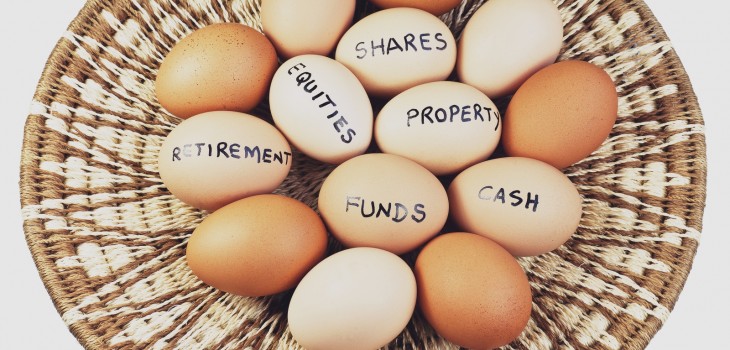 SHARES
EQUITIES
PROPERTY
RETIREMENT
FUNDS
CASH